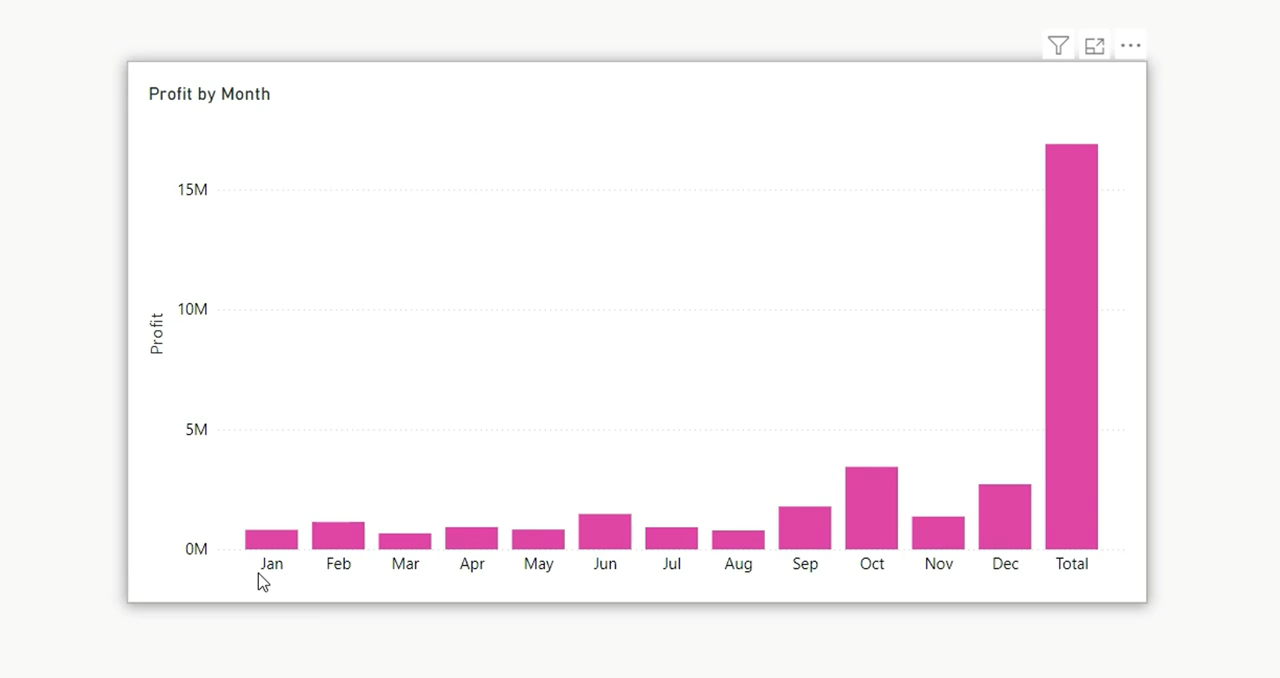 Profit by Month
15M
10M
5M
0M
Profit
Jan Feb Mar Apr May Jun Jul Aug Sep Oct Nov Dec Total